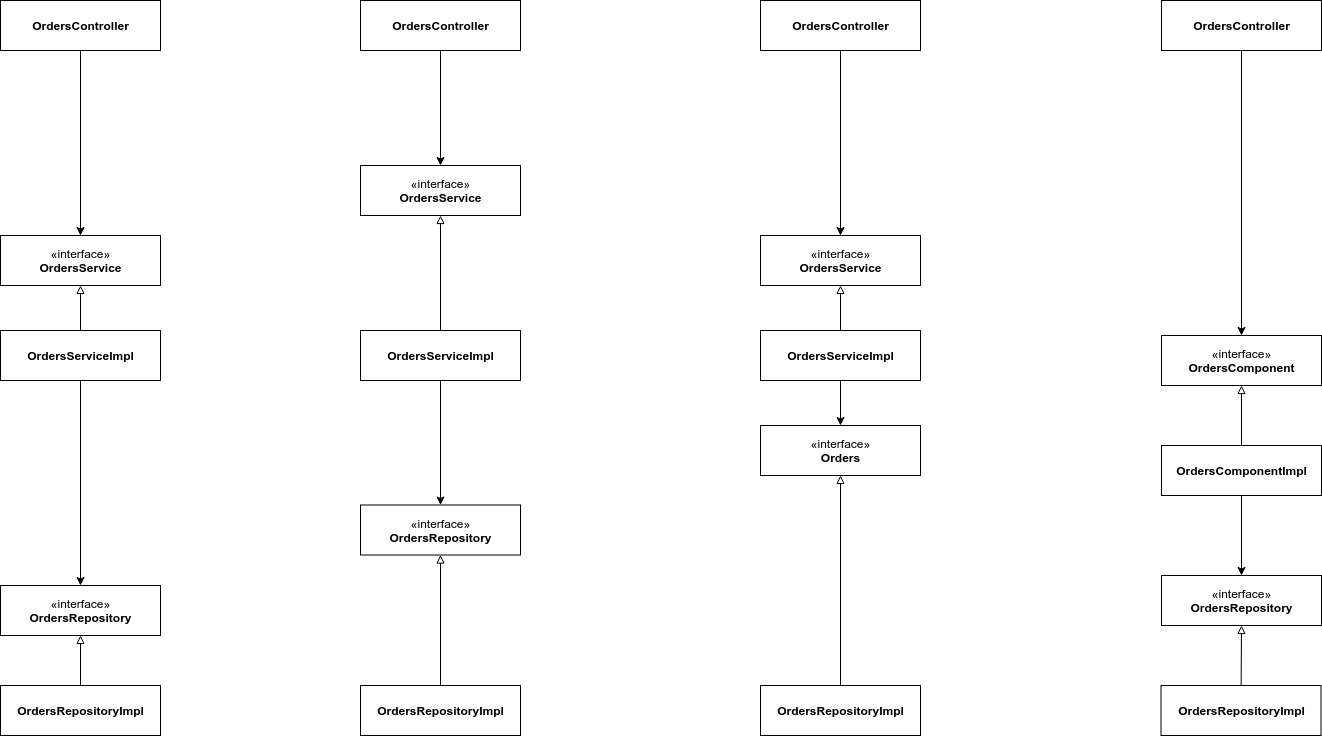 OrdersController
«interface»
OrdersService
OrdersServiceImpl
«interface»
OrdersRepository
OrdersRepositoryImpl
OrdersController
«interface»
OrdersService
OrdersServiceImpl
«interface»
OrdersRepository
OrdersRepositoryImpl
OrdersController
«interface»
OrdersService
OrdersServiceImpl
«interface»
Orders
OrdersRepositoryImpl
OrdersController
«interface»
OrdersComponent
OrdersComponentImpl
«interface»
OrdersRepository
OrdersRepositoryImpl